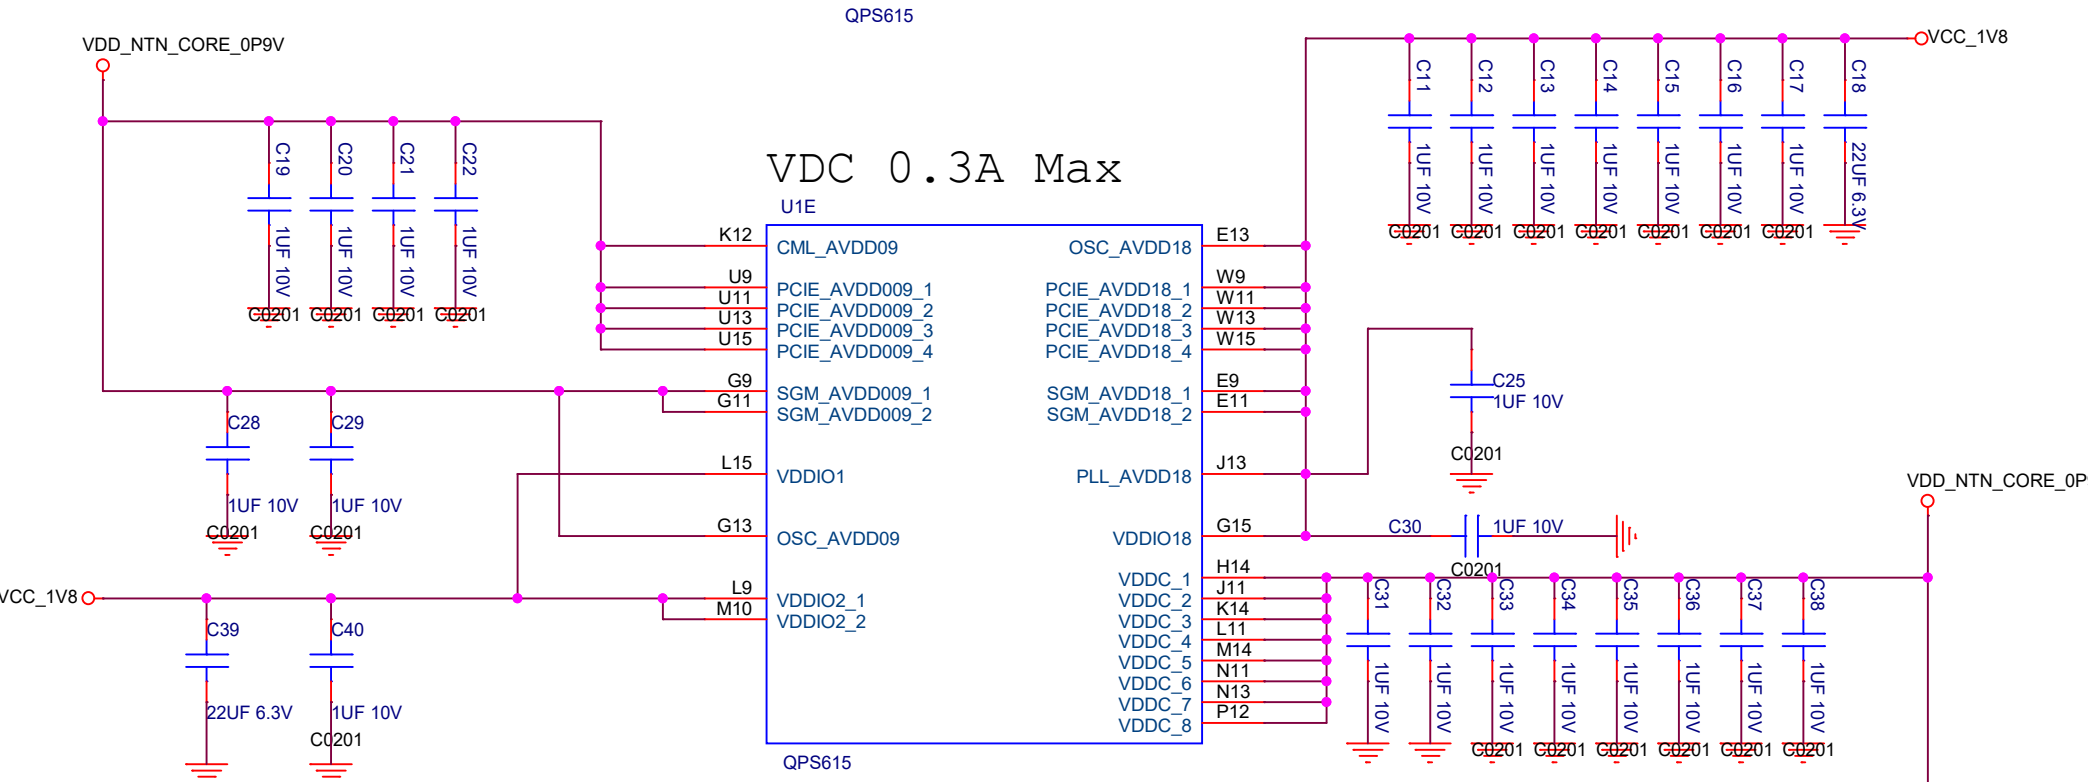 QPS615
VDD_NTN_CORE_0P9V
VCC_1V8
C11
C12
C13
C14
C15
C16
C17
C18
1UF 10V
1UF 10V
1UF 10V
1UF 10V
1UF 10V
1UF 10V
1UF 10V
22UF 6.3V
C0201
C0201
C0201
C0201
C0201
C0201
C0201
C19
C20
C21
C22
1UF 10V
1UF 10V
1UF 10V
1UF 10V
C0201
C0201
C0201
C0201
VDC 0.3A Max
U1E
K12
CML_AVDD09
U9
PCIE_AVDD009_1
U11
PCIE_AVDD009_2
U13
PCIE_AVDD009_3
U15
PCIE_AVDD009_4
G9
SGM_AVDD009_1
G11
SGM_AVDD009_2
L15
VDDIO1
G13
OSC_AVDD09
L9
VDDIO2_1
M10
VDDIO2_2
OSC_AVDD18
E13
PCIE_AVDD18_1
W9
PCIE_AVDD18_2
W11
PCIE_AVDD18_3
W13
PCIE_AVDD18_4
W15
SGM_AVDD18_1
E9
SGM_AVDD18_2
E11
PLL_AVDD18
J13
VDDIO18
G15
VDDC_1
H14
VDDC_2
J11
VDDC_3
K14
VDDC_4
L11
VDDC_5
M14
VDDC_6
N11
VDDC_7
N13
VDDC_8
P12
C25
1UF 10V
C0201
C28
1UF 10V
C0201
C29
1UF 10V
C0201
VDD_NTN_CORE_0P9
C30
1UF 10V
C0201
VCC_1V8
C39
22UF 6.3V
C40
1UF 10V
C0201
C31
C32
C33
C34
C35
C36
C37
C38
1UF 10V
1UF 10V
1UF 10V
1UF 10V
1UF 10V
1UF 10V
1UF 10V
1UF 10V
C0201
C0201
C0201
C0201
C0201
C0201
QPS615